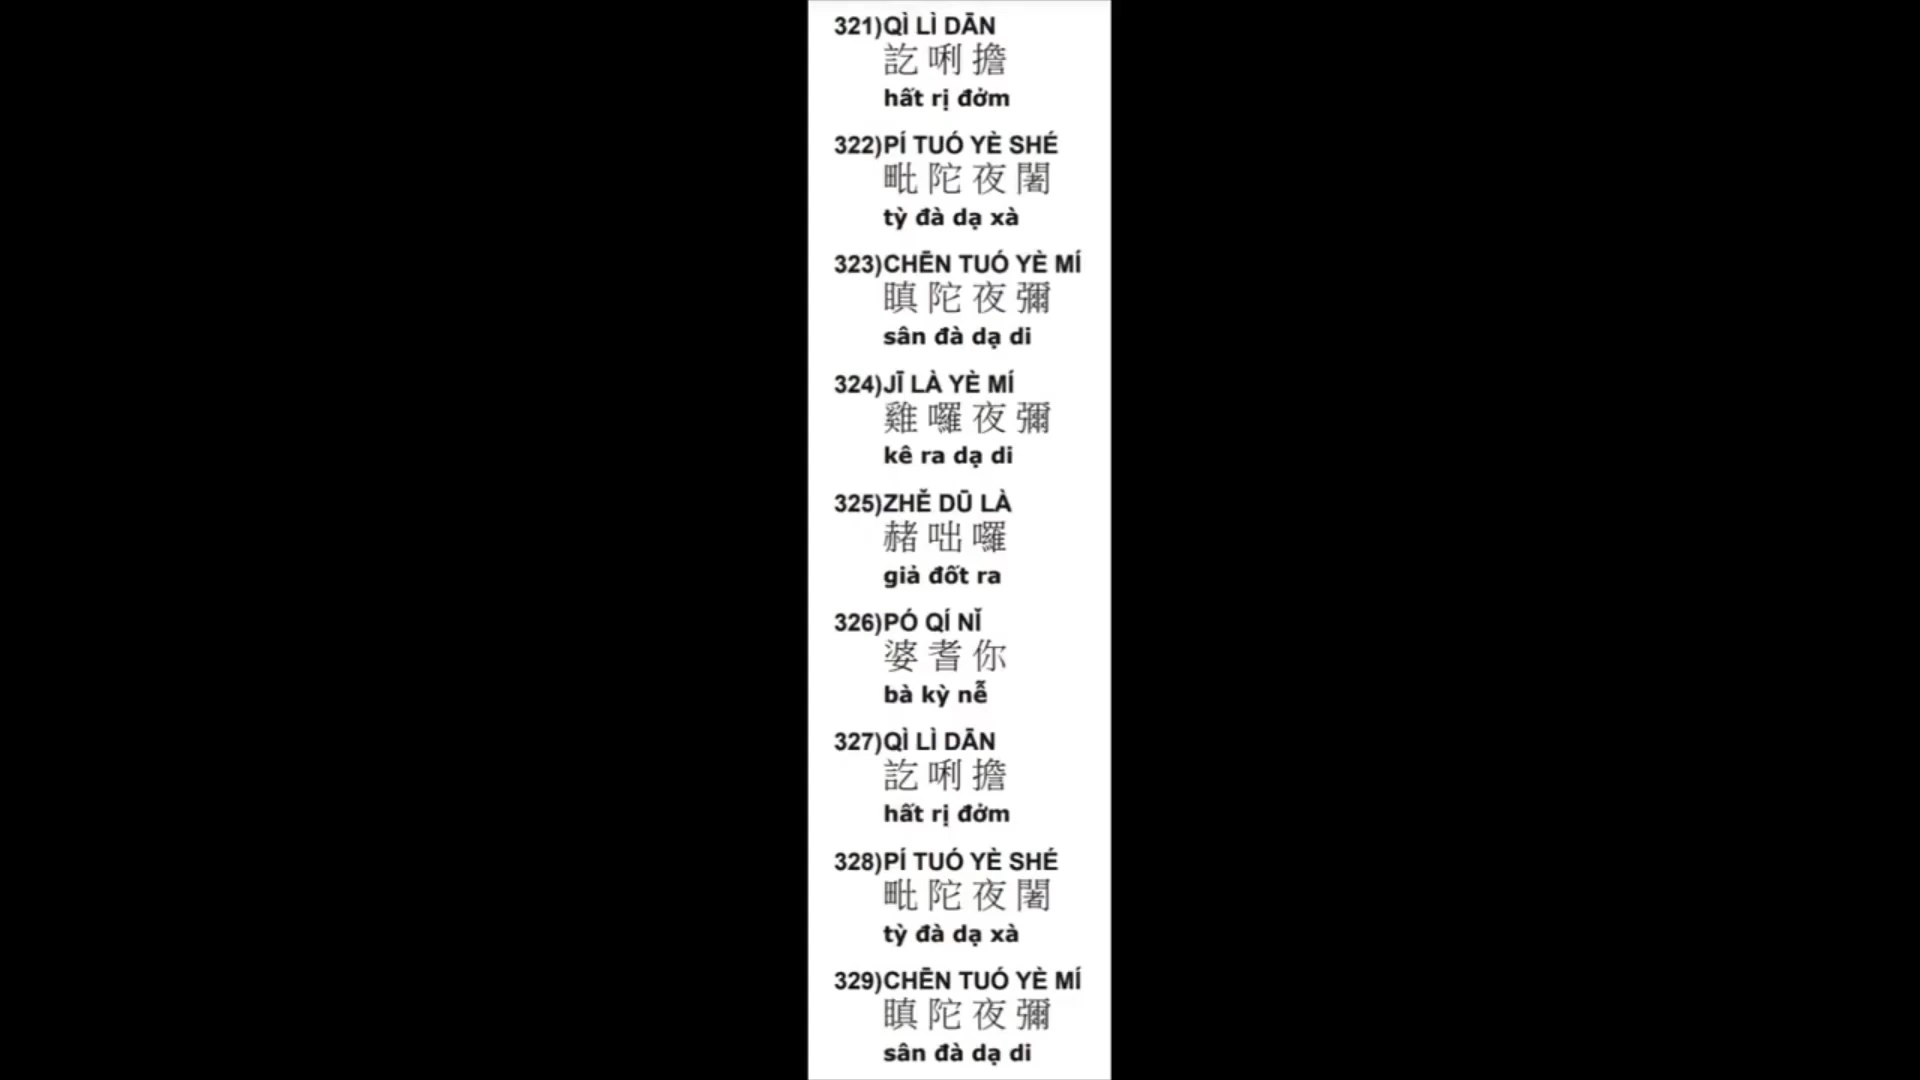 321)QÌ LÌ DĀN
訖 唎 擔
hất rị đởm
322)PÍ TUÓ YÈ SHÉ
毗 陀 夜 闍
tỳ đà dạ xà
323)CHĒN TUÓ YÈ MÍ
瞋 陀 夜 彌
sân đà dạ di
324)JĪ LÀ YÈ MÍ
雞 囉 夜 彌
kê ra dạ di
325)ZHĚ DŪ LÀ
赭 咄 囉
giả đốt ra
326)PÓ QÍ NǏ
婆 耆 你
bà kỳ nễ
327)QÌ LÌ DĀN
訖 唎 擔
hất rị đởm
328)PÍ TUÓ YÈ SHÉ
毗 陀 夜 闍
tỳ đà dạ xà
329)CHĒN TUÓ YÈ MÍ
瞋 陀 夜 彌
sân đà dạ di